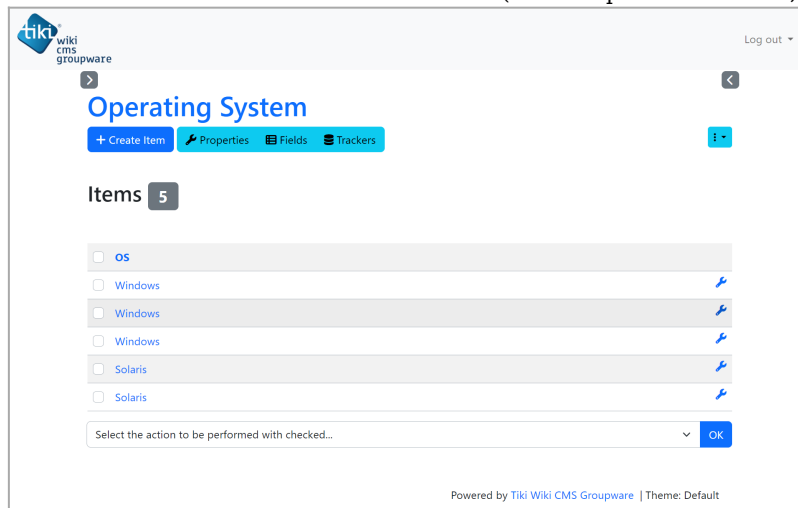 tiki
wiki
cms
groupware
Log out
Operating System
+ Create Item Properties Fields Trackers
Items 5
OS
Windows
Windows
Windows
Solaris
Solaris
Select the action to be performed with checked... OK
Powered by Tiki Wiki CMS Groupware | Theme: Default